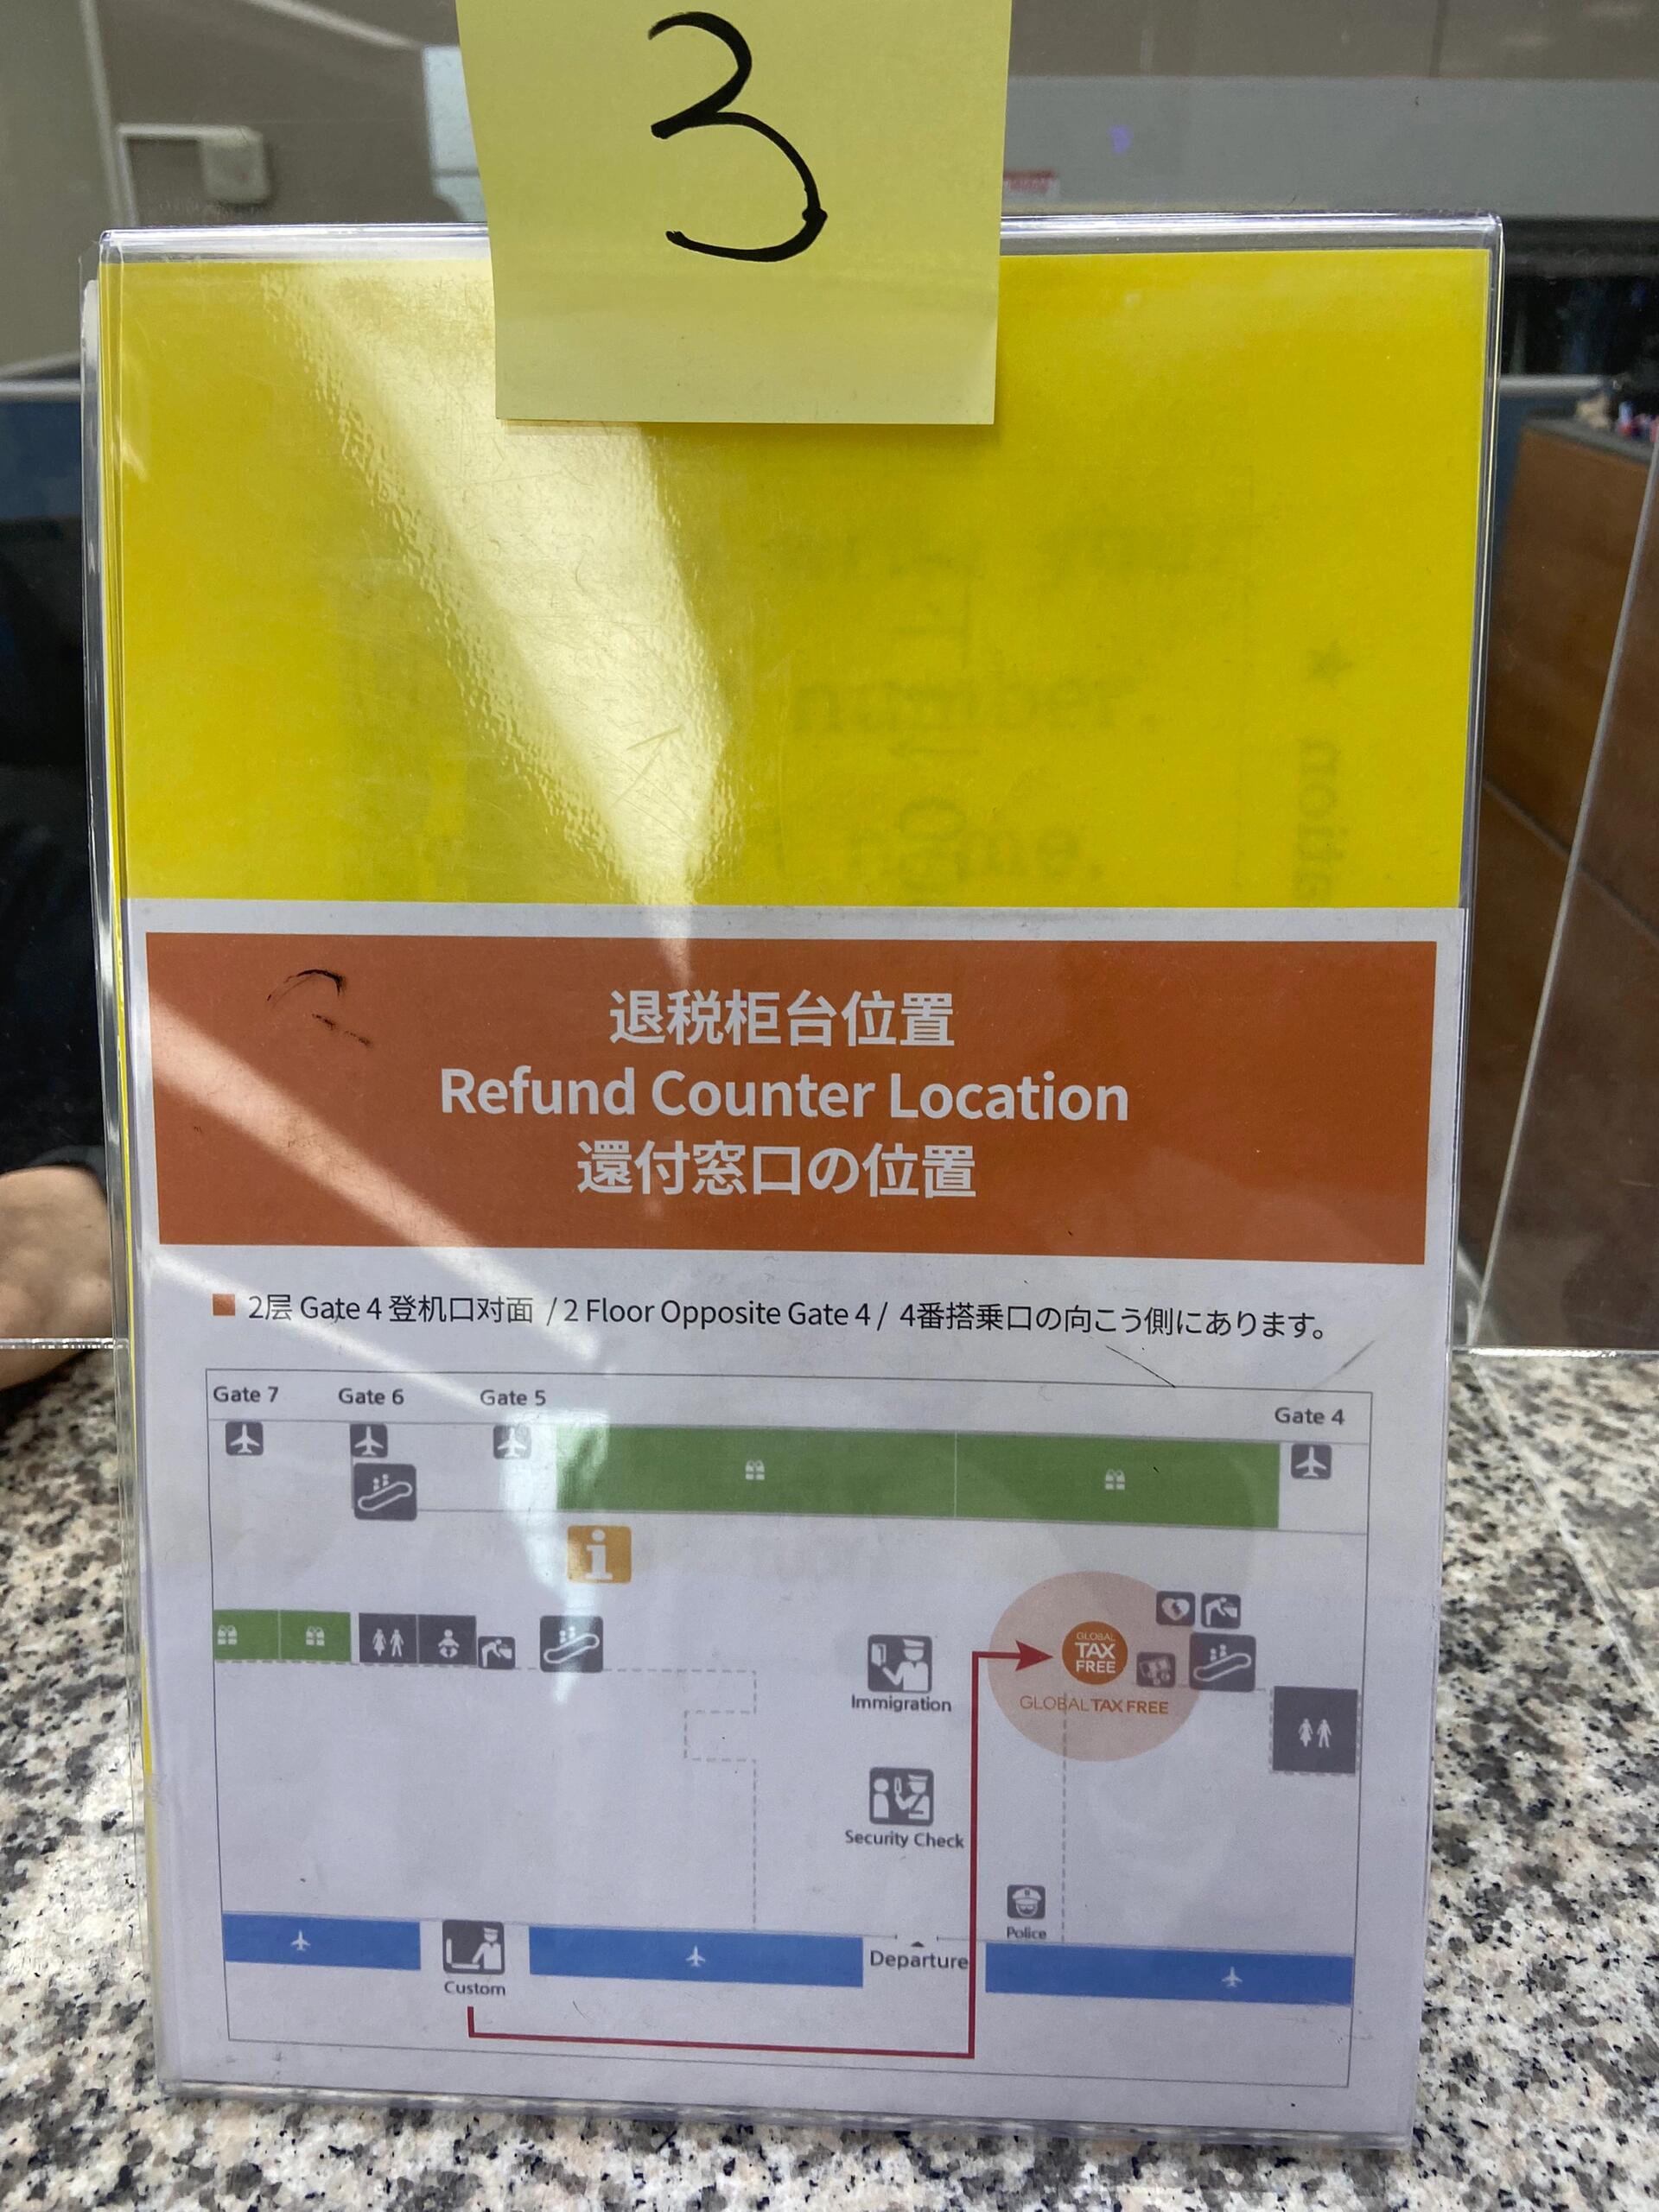 3
number.
退税柜台位置
Refund Counter Location
還付窓口の位置
2层 Gate 4 登机口对面 / 2 Floor Opposite Gate 4 / 4番搭乗口の向こう側にあります。
Gate 7 Gate 6 Gate 5 Gate 4
i
GLOBAL
TAX
FREE
GLOBAL TAX FREE
Immigration
Security Check
Police
Departure
Custom